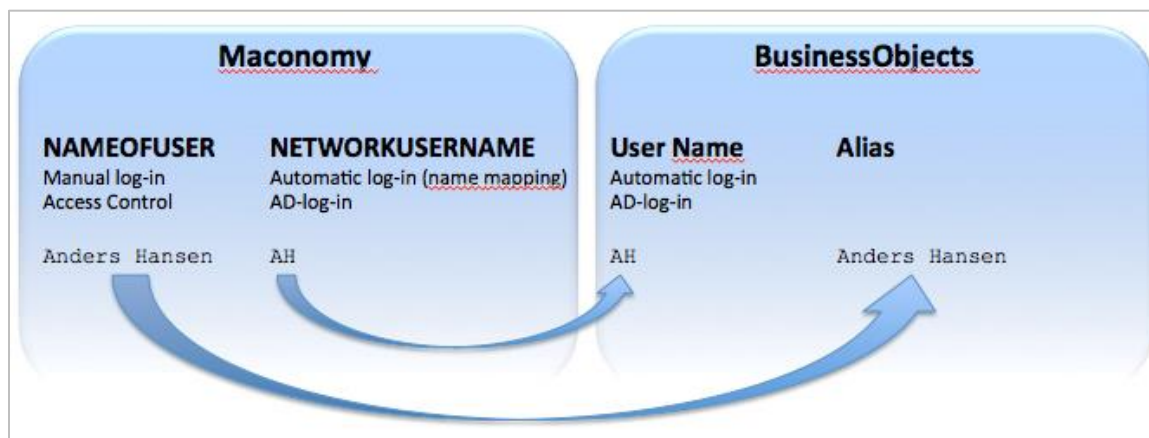 Maconomy
NAMEOFUSER
Manual log-in
Access Control
Anders Hansen
NETWORKUSERNAME
Automatic log-in (name mapping)
AD-log-in
AH
BusinessObjects
User Name
Automatic log-in
AD-log-in
AH
Alias
Anders Hansen